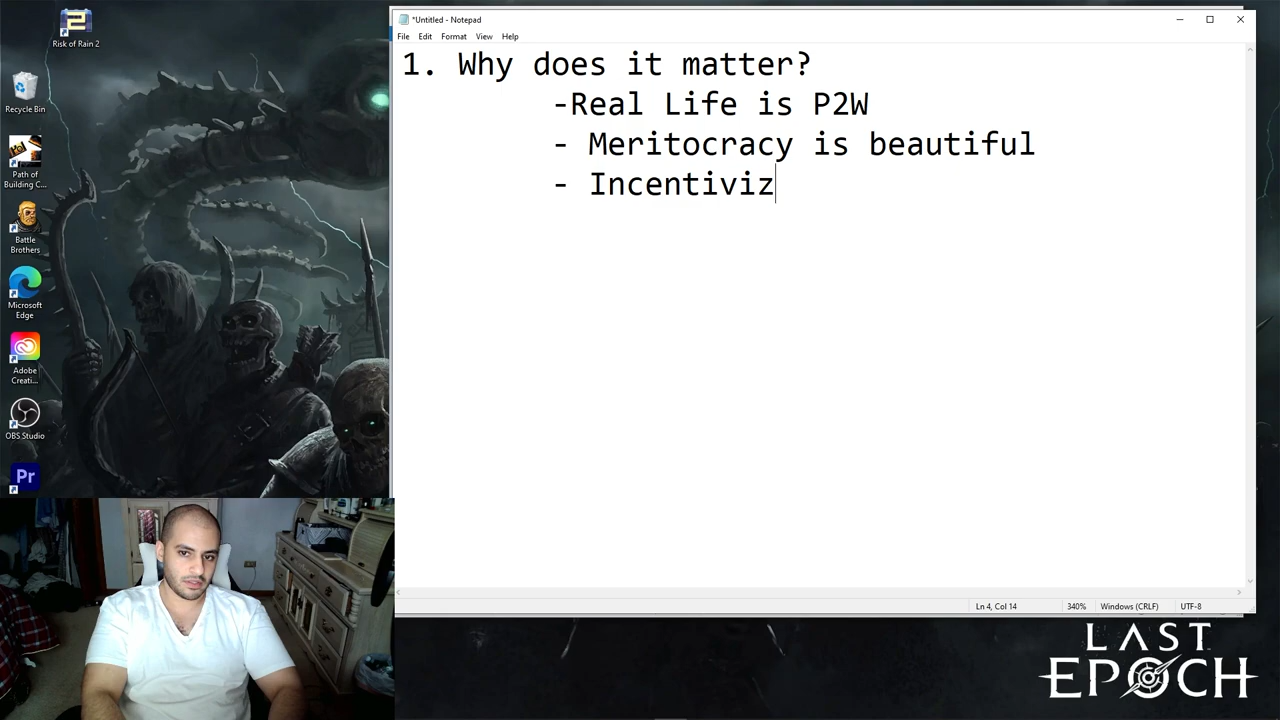 Risk of Rain 2
Recycle Bin
Path of
Building C...
Battle
Brothers
Microsoft
Edge
Adobe
Creati...
OBS Studio
Pr
*Untitled - Notepad
File Edit Format View Help
1. Why does it matter?
-Real Life is P2W
- Meritocracy is beautiful
- Incentiviz
Ln 4, Col 14 340% Windows (CRLF) UTF-8
LAST
EPOCH